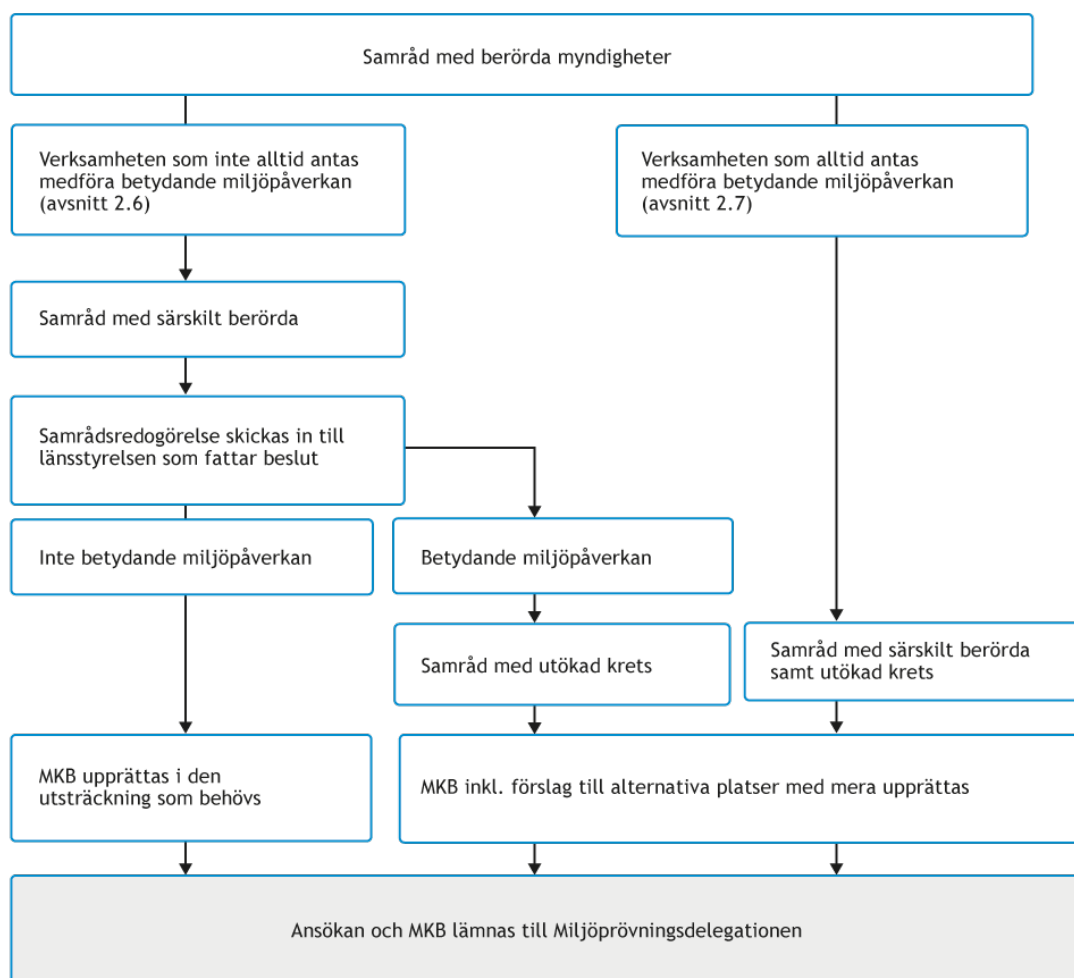 Samråd med berörda myndigheter
Verksamheten som inte alltid antas
medföra betydande miljöpåverkan
(avsnitt 2.6)
Verksamheten som alltid antas
medföra betydande miljöpåverkan
(avsnitt 2.7)
Samråd med särskilt berörda
Samrådsredogörelse skickas in till
länsstyrelsen som fattar beslut
Inte betydande miljöpåverkan
Betydande miljöpåverkan
Samråd med utökad krets
Samråd med särskilt berörda
samt utökad krets
MKB upprättas i den
utsträckning som behövs
MKB inkl. förslag till alternativa platser med mera upprättas
Ansökan och MKB lämnas till Miljöprövningsdelegationen